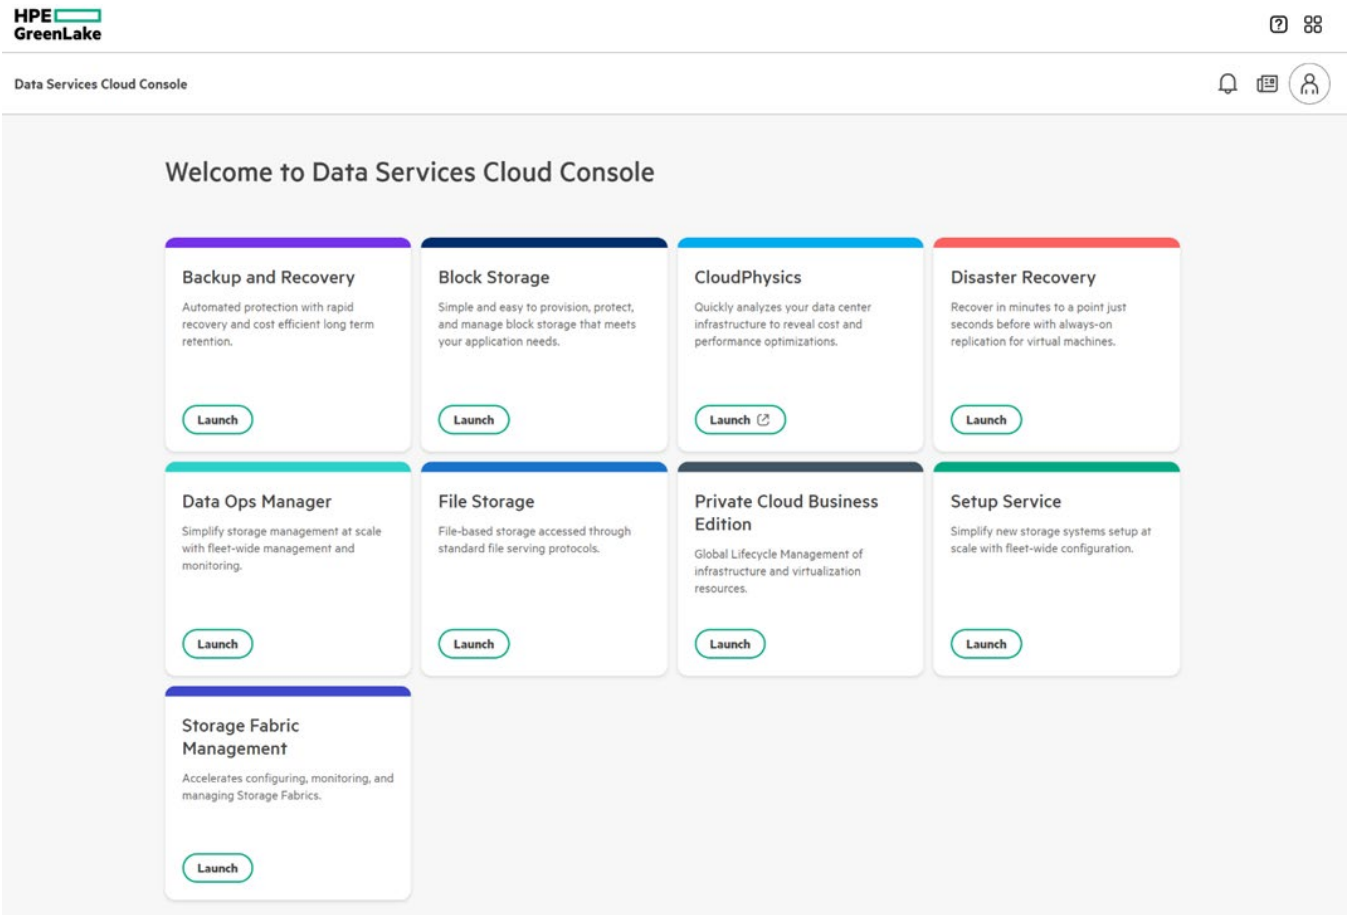 HPE
GreenLake
Data Services Cloud Console
Welcome to Data Services Cloud Console
Backup and Recovery
Automated protection with rapid
recovery and cost efficient long term
retention.
Launch
Block Storage
Simple and easy to provision, protect,
and manage block storage that meets
your application needs.
Launch
CloudPhysics
Quickly analyzes your data center
infrastructure to reveal cost and
performance optimizations.
Launch
Disaster Recovery
Recover in minutes to a point just
seconds before with always-on
replication for virtual machines.
Launch
Data Ops Manager
Simplify storage management at scale
with fleet-wide management and
monitoring.
Launch
File Storage
File-based storage accessed through
standard file serving protocols.
Launch
Private Cloud Business
Edition
Global Lifecycle Management of
infrastructure and virtualization
resources.
Launch
Setup Service
Simplify new storage systems setup at
scale with fleet-wide configuration.
Launch
Storage Fabric
Management
Accelerates configuring, monitoring, and
managing Storage Fabrics.
Launch